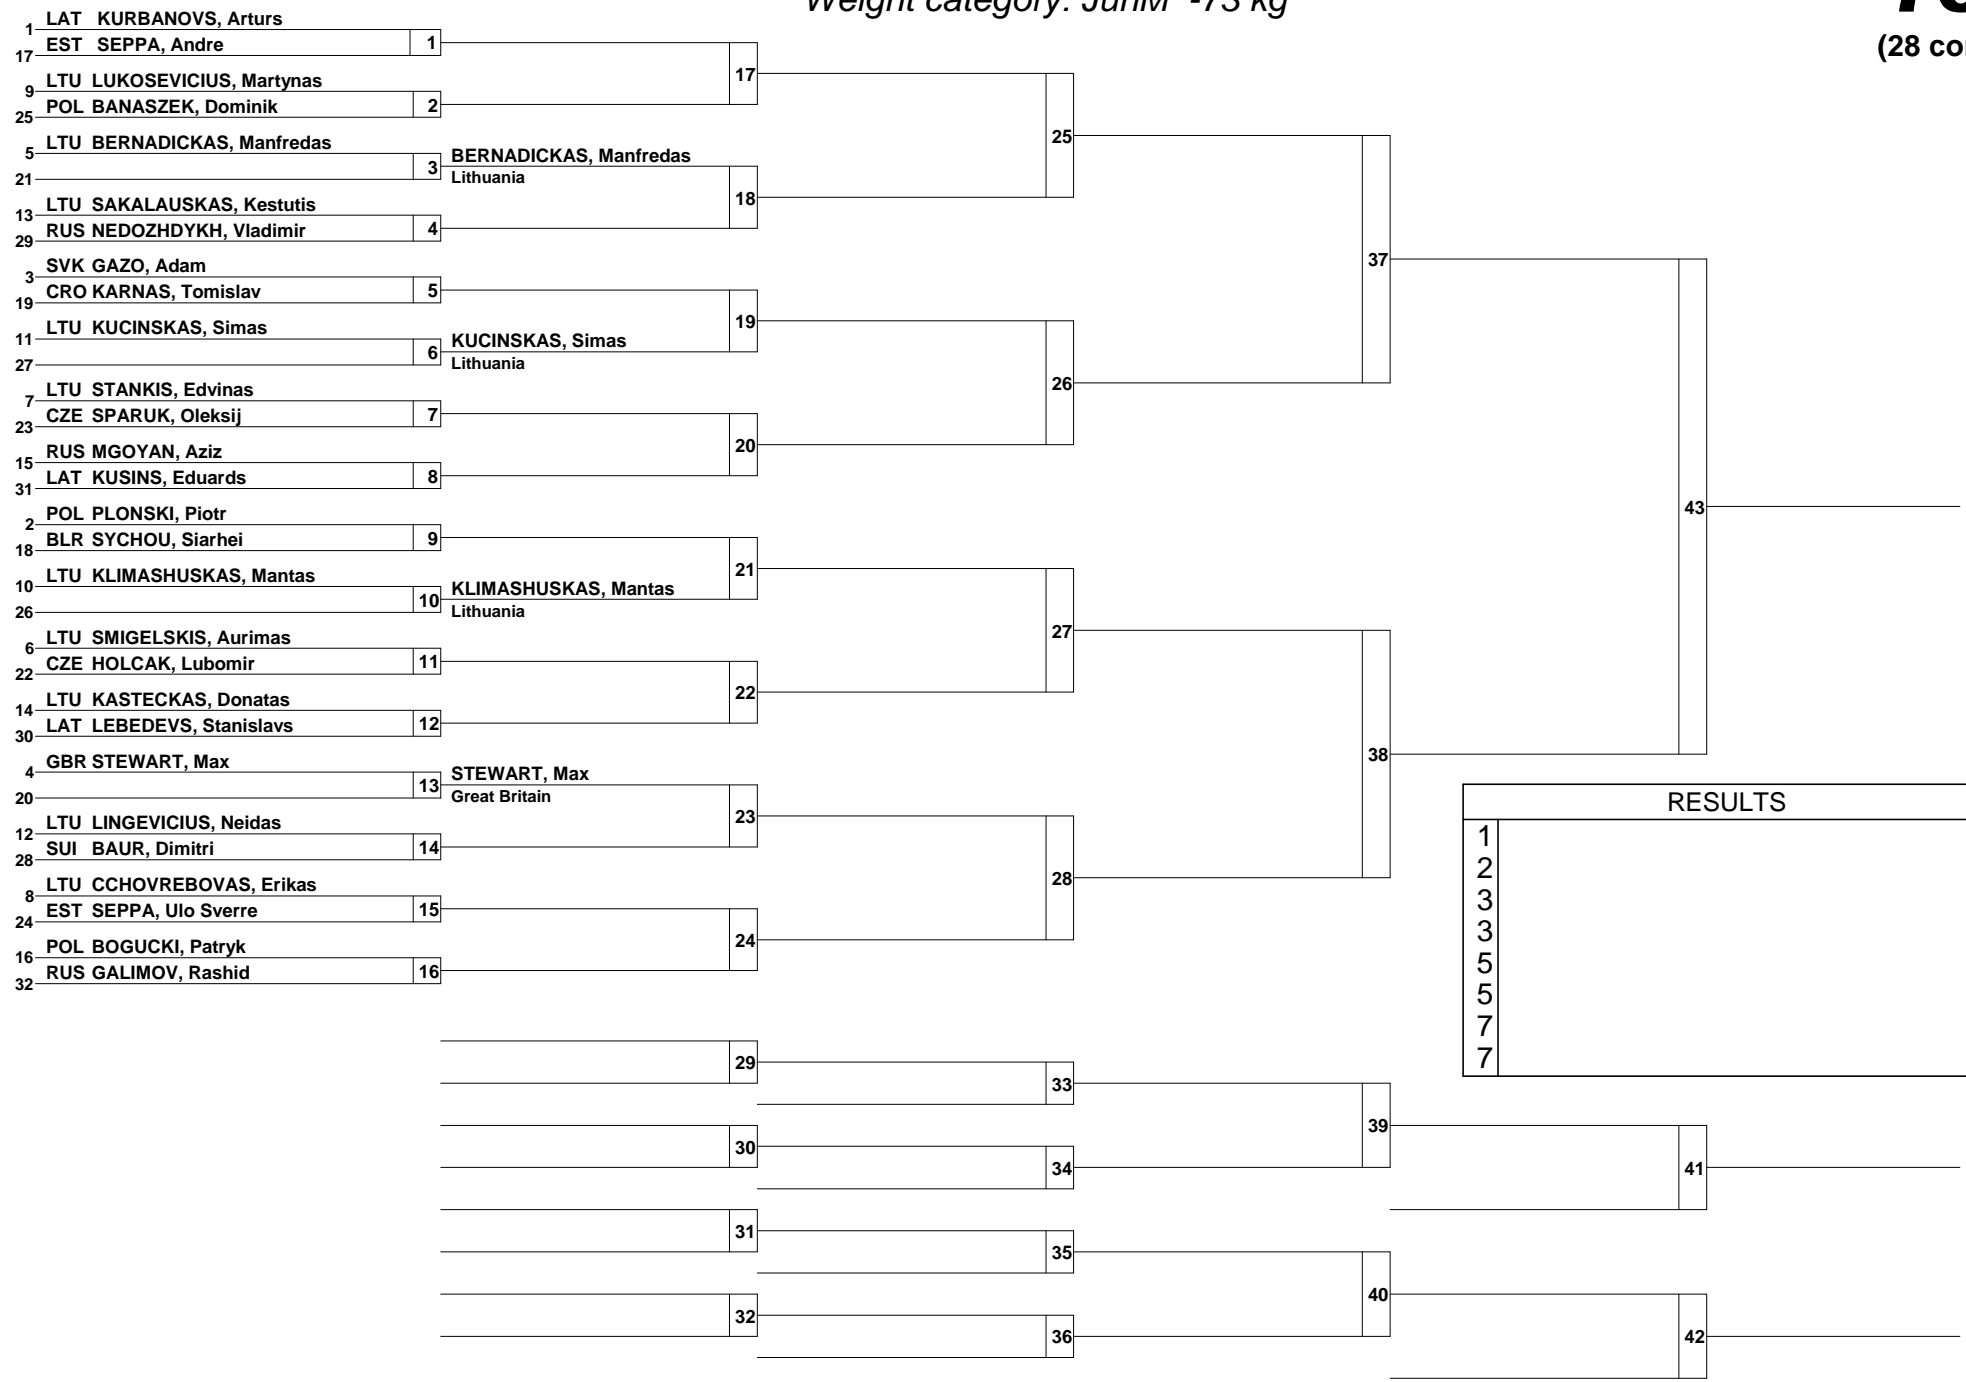 Weight category: JunM -73 kg
(28
1 LAT KURBANOVS, Arturs
17 EST SEPPA, Andre 1
9 LTU LUKOSEVICIUS, Martynas
25 POL BANASZEK, Dominik 2
17
5 LTU BERNADICKAS, Manfredas
21 3 BERNADICKAS, Manfredas
Lithuania
13 LTU SAKALAUSKAS, Kestutis
29 RUS NEDOZHDYKH, Vladimir 4
18
25
3 SVK GAZO, Adam
19 CRO KARNAS, Tomislav 5
11 LTU KUCINSKAS, Simas
27 6 KUCINSKAS, Simas
Lithuania
19
7 LTU STANKIS, Edvinas
23 CZE SPARUK, Oleksij 7
15 RUS MGOYAN, Aziz
31 LAT KUSINS, Eduards 8
20
26
37
2 POL PLONSKI, Piotr
18 BLR SYCHOU, Siarhei 9
10 LTU KLIMASHUSKAS, Mantas
26 10 KLIMASHUSKAS, Mantas
Lithuania
21
6 LTU SMIGELSKIS, Aurimas
22 CZE HOLCAK, Lubomir 11
14 LTU KASTECKAS, Donatas
30 LAT LEBEDEVS, Stanislavs 12
22
27
4 GBR STEWART, Max
20 13 STEWART, Max
Great Britain
12 LTU LINGEVICIUS, Neidas
28 SUI BAUR, Dimitri 14
23
8 LTU CCHOVREBOVAS, Erikas
24 EST SEPPA, Ulo Sverre 15
16 POL BOGUCKI, Patryk
32 RUS GALIMOV, Rashid 16
24
28
38
43
RESULTS
1
2
3
3
5
5
7
7
29
33
30
34
39
41
31
35
32
36
40
42